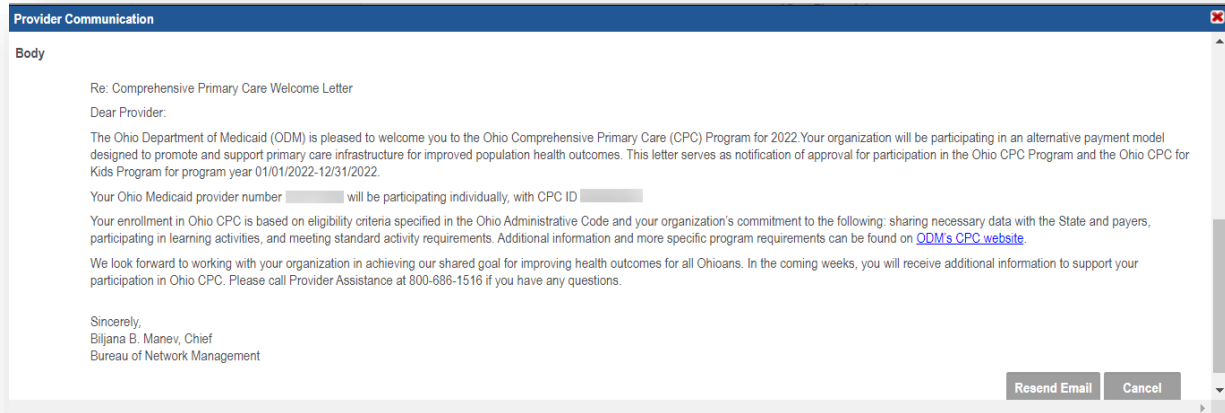 Provider Communication
Body
Re: Comprehensive Primary Care Welcome Letter
Dear Provider:
The Ohio Department of Medicaid (ODM) is pleased to welcome you to the Ohio Comprehensive Primary Care (CPC) Program for 2022.Your organization will be participating in an alternative payment model
designed to promote and support primary care infrastructure for improved population health outcomes. This letter serves as notification of approval for participation in the Ohio CPC Program and the Ohio CPC for
Kids Program for program year 01/01/2022-12/31/2022.
Your Ohio Medicaid provider number will be participating individually, with CPC ID
Your enrollment in Ohio CPC is based on eligibility criteria specified in the Ohio Administrative Code and your organization's commitment to the following: sharing necessary data with the State and payers,
participating in learning activities, and meeting standard activity requirements. Additional information and more specific program requirements can be found on ODM's CPC website.
We look forward to working with your organization in achieving our shared goal for improving health outcomes for all Ohioans. In the coming weeks, you will receive additional information to support your
participation in Ohio CPC. Please call Provider Assistance at 800-686-1516 if you have any questions.
Sincerely,
Biljana B. Manev, Chief
Bureau of Network Management
Resend Email Cancel